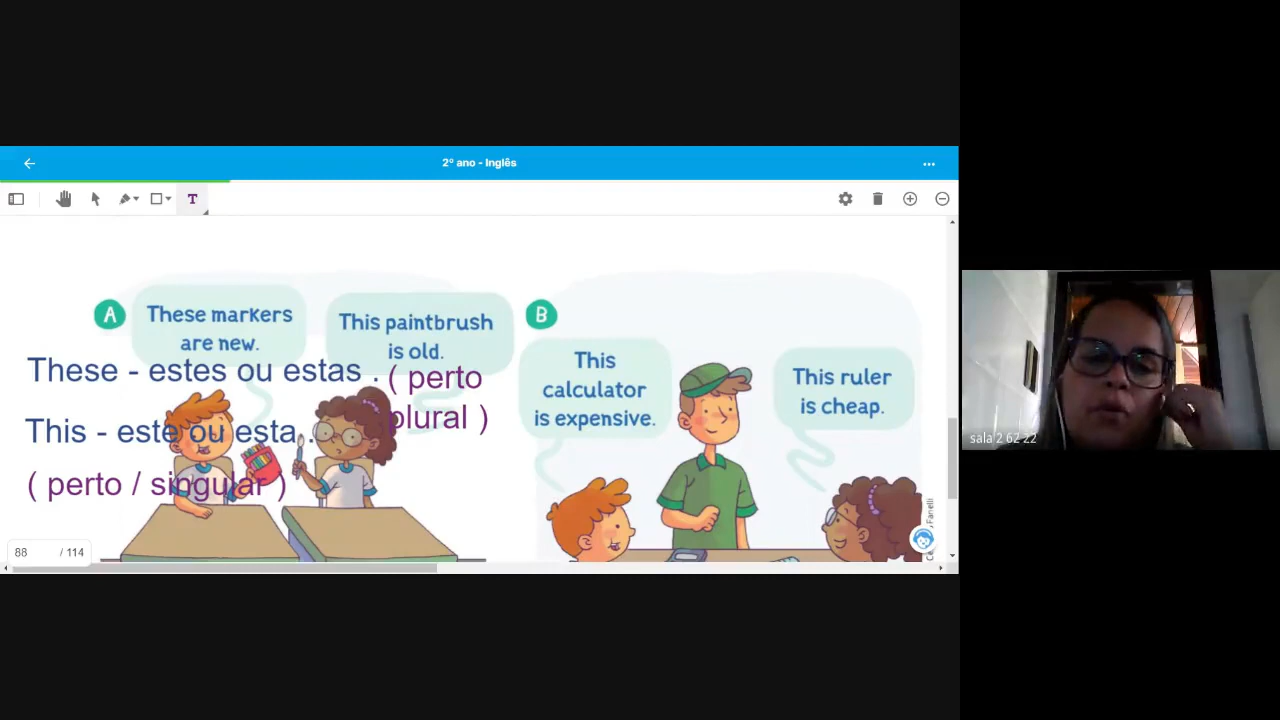 2º ano - Inglês
T
A
These markers
are new.
This paintbrush
is old.
These - estes ou estas .
( perto
plural )
This - este ou esta .
( perto / singular )
B
This
calculator
is expensive.
This ruler
is cheap.
88 / 114
sala 2 62 22